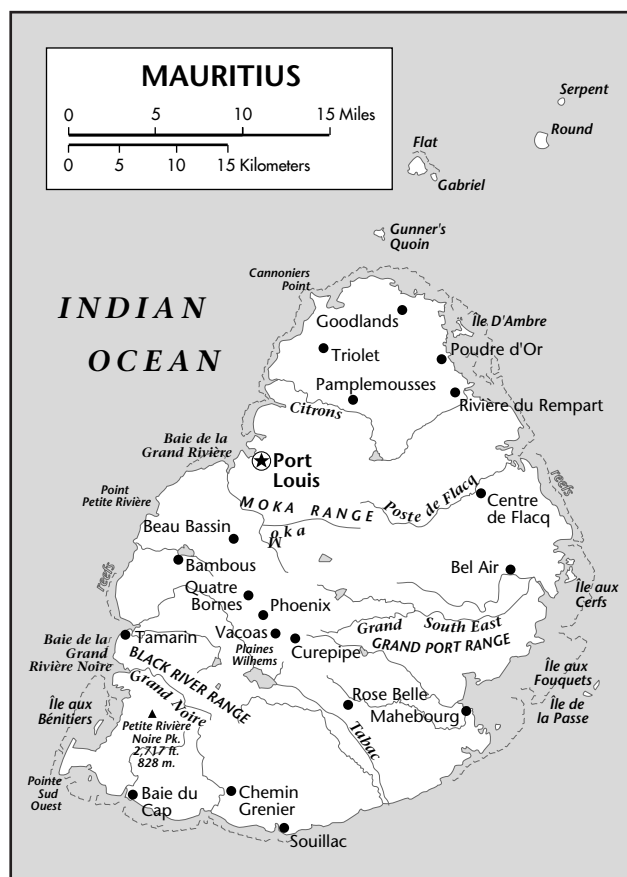 MAURITIUS
0 5 10 15 Miles
0 5 10 15 Kilometers
Serpent
Round
Flat
Gabriel
Gunner's
Quoin
Cannoniers
Point
INDIAN
OCEAN
Goodlands
Île D'Ambre
Triolet
Poudre d'Or
Pamplemousses
Citrons
Rivière du Rempart
Baie de la
Grand Rivière
Port
Louis
Point
Petite Rivière
MOKA RANGE
Poste de Flacq
reefs
Centre
de Flacq
Beau Bassin
Moka
Bambous
Bel Air
reefs
Quatre
Bornes
Phoenix
Île aux
Cerfs
Grand South East
Baie de la
Grand
Rivière Noire
Tamarin
Vacoas
Plaines
Wilhems
Curepipe
GRAND PORT RANGE
BLACK RIVER RANGE
Grand Noire
Île aux
Fouquets
Île aux
Bénitiers
Rose Belle
Mahebourg
Île de
la Passe
Petite Rivière
Noire Pk.
2,717 ft.
828 m.
Tabac
Pointe
Sud
Ouest
Baie du
Cap
Chemin
Grenier
Souillac